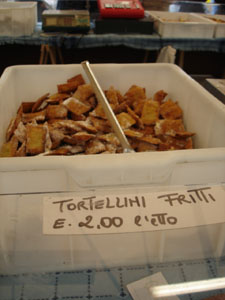 TORTELLINI FRITTI
E. 2,00 l'etto